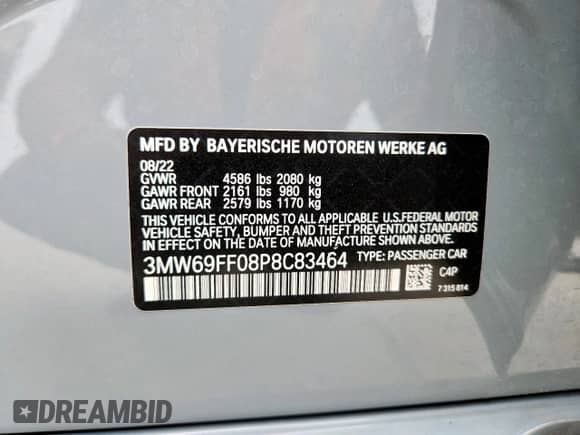 MFD BY BAYERISCHE MOTOREN WERKE AG
08/22
GVWR 4586 lbs 2080 kg
GAWR FRONT 2161 lbs 980 kg
GAWR REAR 2579 lbs 1170 kg
THIS VEHICLE CONFORMS TO ALL APPLICABLE U.S.FEDERAL MOTOR
VEHICLE SAFETY, BUMPER AND THEFT PREVENTION STANDARDS
IN EFFECT ON THE DATE OF MANUFACTURE SHOWN ABOVE.
3MW69FF08P8C83464 TYPE: PASSENGER CAR
C4P
7 315 814
DREAMBID